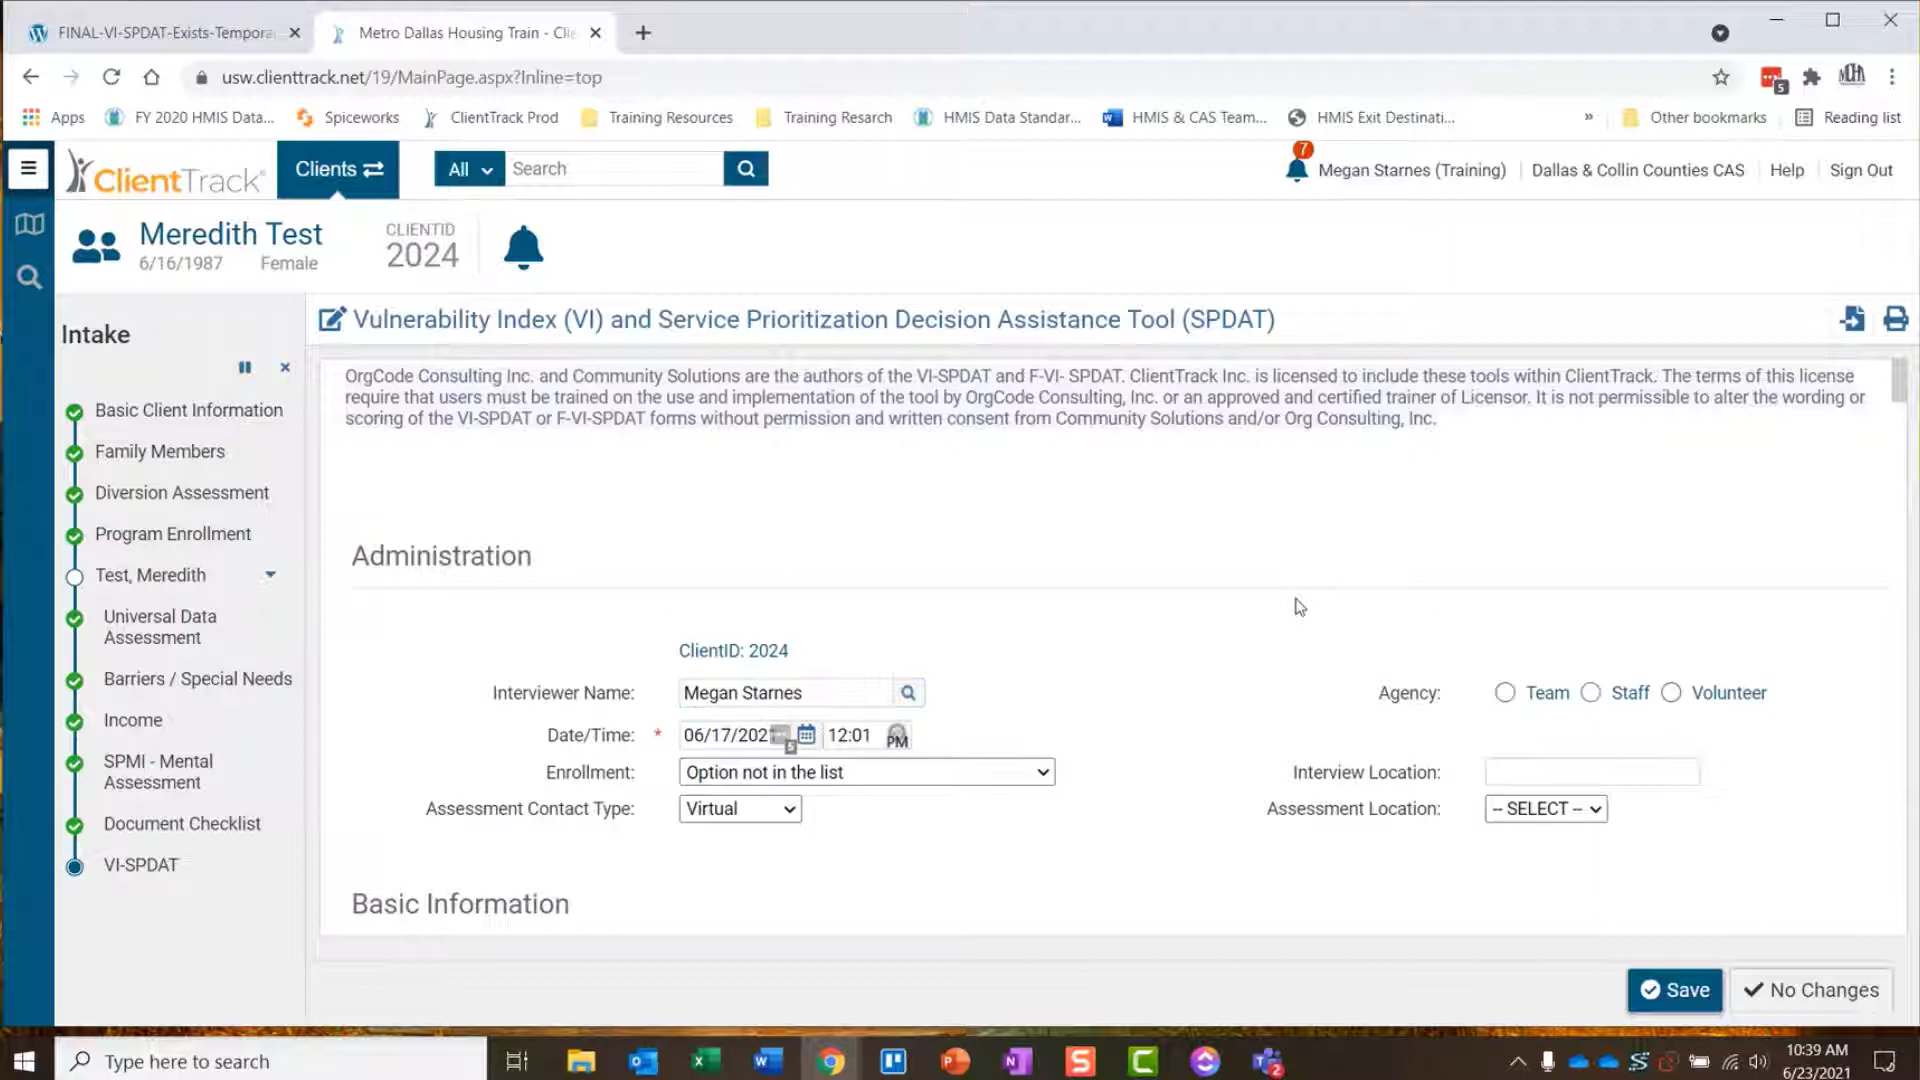 FINAL-VI-SPDAT-Exists-Tempora
Metro Dallas Housing Train - Clie
usw.clienttrack.net/19/MainPage.aspx?Inline=top
5
Apps
FY 2020 HMIS Data...
Spiceworks
ClientTrack Prod
Training Resources
Training Resarch
HMIS Data Standar...
HMIS & CAS Team...
HMIS Exit Destinati...
»
Other bookmarks
Reading list
ClientTrack
Clients
All
Search
7
Megan Starnes (Training)
Dallas & Collin Counties CAS
Help
Sign Out
Meredith Test
6/16/1987 Female
CLIENTID
2024
Intake
Basic Client Information
Family Members
Diversion Assessment
Program Enrollment
Test, Meredith
Universal Data
Assessment
Barriers / Special Needs
Income
SPMI - Mental
Assessment
Document Checklist
VI-SPDAT
Vulnerability Index (VI) and Service Prioritization Decision Assistance Tool (SPDAT)
OrgCode Consulting Inc. and Community Solutions are the authors of the VI-SPDAT and F-VI- SPDAT. ClientTrack Inc. is licensed to include these tools within ClientTrack. The terms of this license
require that users must be trained on the use and implementation of the tool by OrgCode Consulting, Inc. or an approved and certified trainer of Licensor. It is not permissible to alter the wording or
scoring of the VI-SPDAT or F-VI-SPDAT forms without permission and written consent from Community Solutions and/or Org Consulting, Inc.
Administration
ClientID: 2024
Interviewer Name: Megan Starnes
Agency: Team Staff Volunteer
Date/Time: * 06/17/202 5 12:01 PM
Enrollment: Option not in the list
Interview Location:
Assessment Contact Type: Virtual
Assessment Location: -- SELECT --
Basic Information
Save
No Changes
Type here to search
2
10:39 AM
6/23/2021